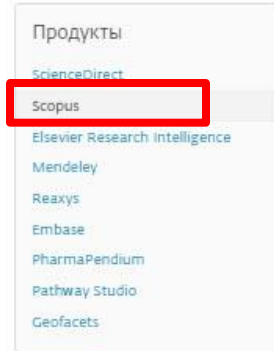 Продукты
ScienceDirect
Scopus
Elsevier Research Intelligence
Mendeley
Reaxys
Embase
PharmaPendium
Pathway Studio
Geofacets